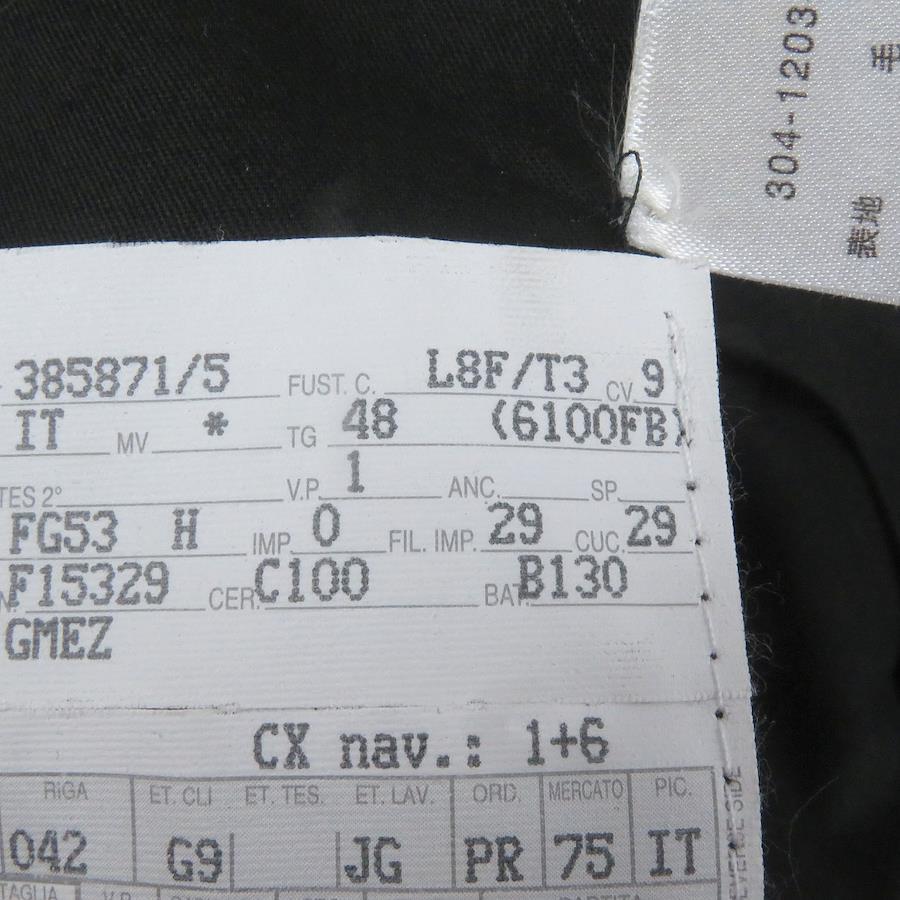 304-1203
毛
表地
385871/5 FUST. C. L8F/T3 CV 9
IT MV * TG 48 (6100FB)
TES 2° V.P. 1 ANC. SP.
FG53 H IMP. 0 FIL. IMP. 29 CUC. 29
N. F15329 CER. C100 BAT. B130
GMEZ
CX nav.: 1+6
RIGA ET. CLI ET. TES. ET. LAV. ORD. MERCATO PIC.
042 G9 JG PR 75 IT
TAGLIA V.P. PARTITA